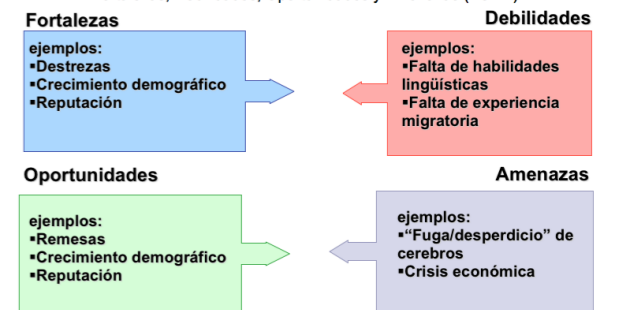 Fortalezas
ejemplos:
▪Destrezas
▪Crecimiento demográfico
▪Reputación
Debilidades
ejemplos:
▪Falta de habilidades
lingüísticas
▪Falta de experiencia
migratoria
Oportunidades
ejemplos:
▪Remesas
▪Crecimiento demográfico
▪Reputación
Amenazas
ejemplos:
▪“Fuga/desperdicio” de
cerebros
▪Crisis económica